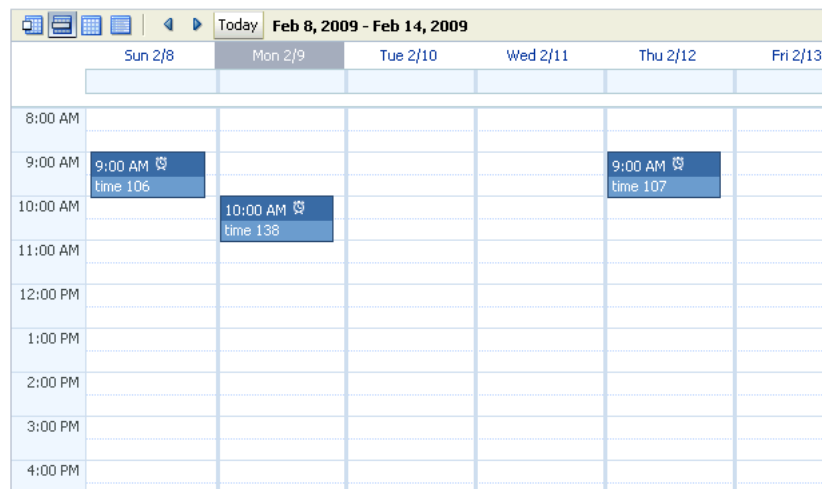 Today Feb 8, 2009 - Feb 14, 2009
Sun 2/8 Mon 2/9 Tue 2/10 Wed 2/11 Thu 2/12 Fri 2/13
8:00 AM
9:00 AM 9:00 AM 9:00 AM
time 106 time 107
10:00 AM 10:00 AM
time 138
11:00 AM
12:00 PM
1:00 PM
2:00 PM
3:00 PM
4:00 PM